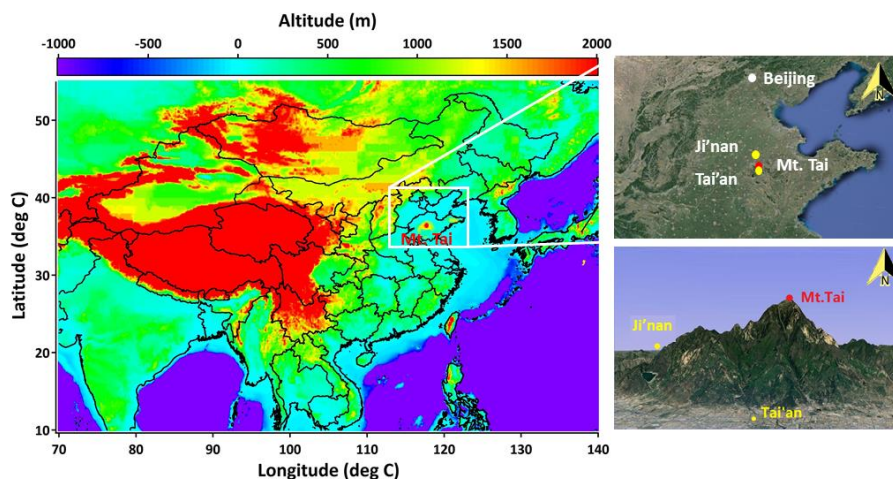 Altitude (m)
-1000 -500 0 500 1000 1500 2000
Latitude (deg C)
50
40
30
20
10
Mt. Tai
70 80 90 100 110 120 130 140
Longitude (deg C)
Beijing
N
Ji'nan
Mt. Tai
Tai'an
N
Mt.Tai
Ji'nan
Tai'an